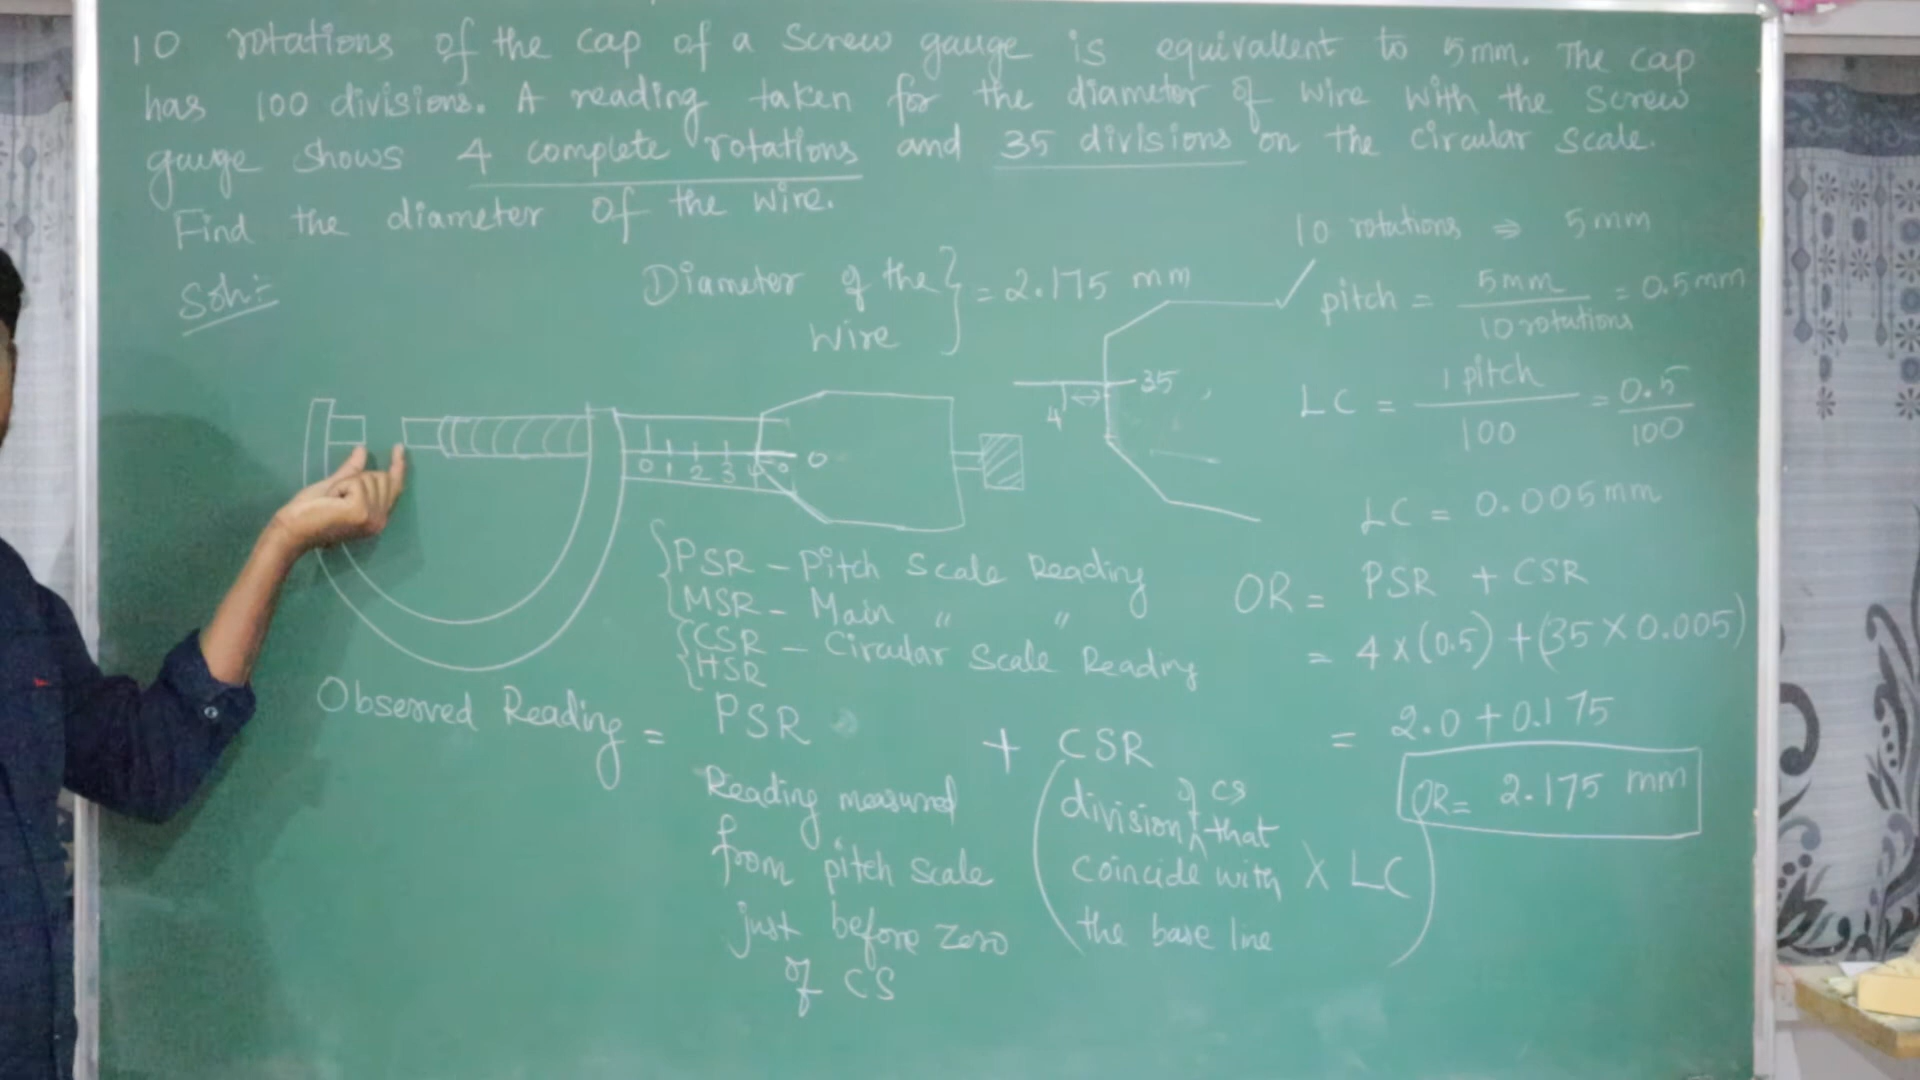 10 rotations of the cap of a screw gauge is equivallent to 5mm. The cap
has 100 divisions. A reading taken for the diameter of wire with the screw
gauge shows 4 complete rotations and 35 divisions on the circular scale.
Find the diameter of the wire.
Soln:-
Diameter of the wire } = 2.175 mm
10 rotations ⇒ 5mm
pitch = 5mm / 10 rotations = 0.5mm
35
4
LC = 1 pitch / 100 = 0.5 / 100
0 1 2 3 4
0
LC = 0.005mm
PSR - Pitch Scale Reading
MSR - Main " "
CSR - Circular Scale Reading
HSR
OR = PSR + CSR
= 4 x (0.5) + (35 X 0.005)
= 2.0 + 0.175
OR = 2.175 mm
Observed Reading = PSR + CSR
Reading measured
from pitch scale
just before zero
of CS
(division of CS that
coincide with
the base line) X LC